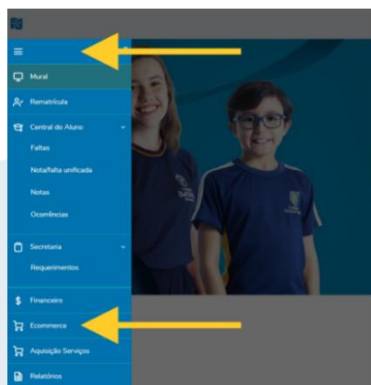 Mural
Rematrícula
Central do Aluno
Faltas
Nota/falta unificada
Notas
Ocorrências
Secretaria
Requerimentos
Financeiro
Ecommerce
Aquisição Serviços
Relatórios